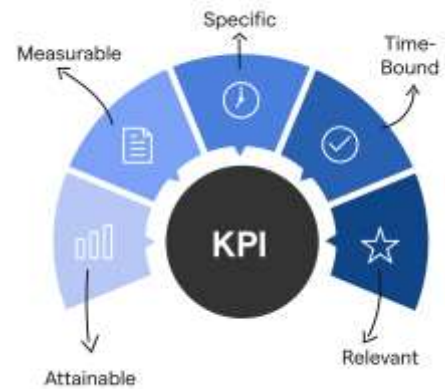 Specific
Measurable
Time-
Bound
KPI
Attainable
Relevant